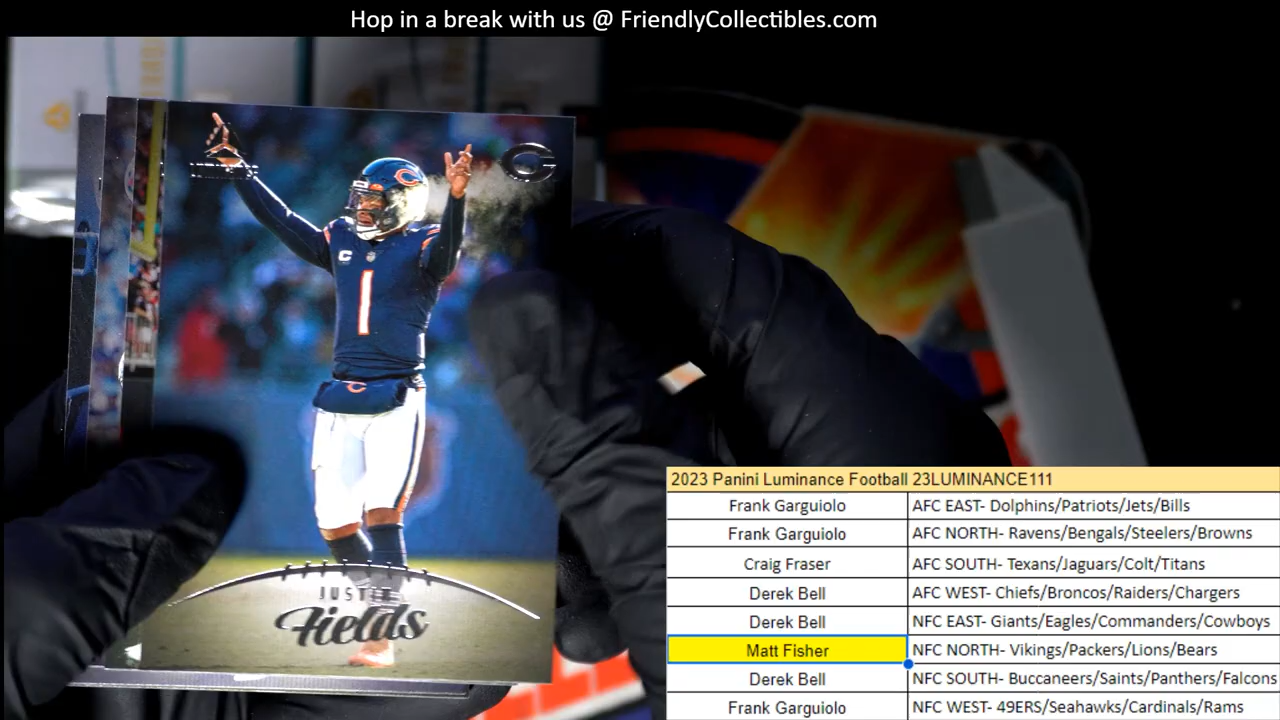 Hop in a break with us @ FriendlyCollectibles.com
1
JUSTIN
Fields
2023 Panini Luminance Football 23LUMINANCE111
Frank Garguiolo AFC EAST- Dolphins/Patriots/Jets/Bills
Frank Garguiolo AFC NORTH- Ravens/Bengals/Steelers/Browns
Craig Fraser AFC SOUTH- Texans/Jaguars/Colt/Titans
Derek Bell AFC WEST- Chiefs/Broncos/Raiders/Chargers
Derek Bell NFC EAST- Giants/Eagles/Commanders/Cowboys
Matt Fisher NFC NORTH- Vikings/Packers/Lions/Bears
Derek Bell NFC SOUTH- Buccaneers/Saints/Panthers/Falcons
Frank Garguiolo NFC WEST- 49ERS/Seahawks/Cardinals/Rams